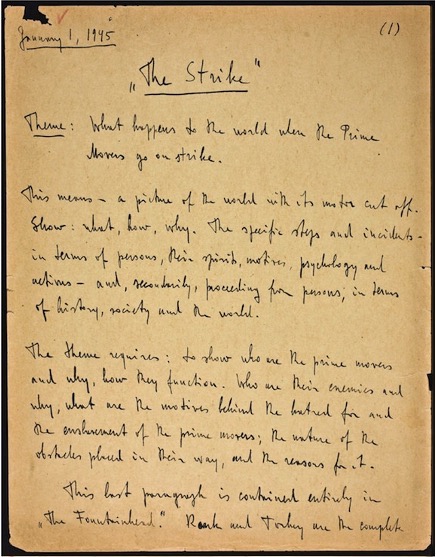 January 1, 1945
(1)
„The Strike"
Theme: What happens to the world when the Prime
Movers go on strike.
This means – a picture of the world with its motor cut off.
Show: what, how, why. The specific steps and incidents –
in terms of persons, their spirits, motives, psychology and
actions – and, secondarily, proceeding from persons, in terms
of history, society and the world.
The theme requires: to show who are the prime movers
and why, how they function. Who are their enemies and
why, what are the motives behind the hatred for and
the enslavement of the prime movers; the nature of the
obstacles placed in their way, and the reasons for it.
This last paragraph is contained entirely in
„The Fountainhead." Roark and Toohey are the complete